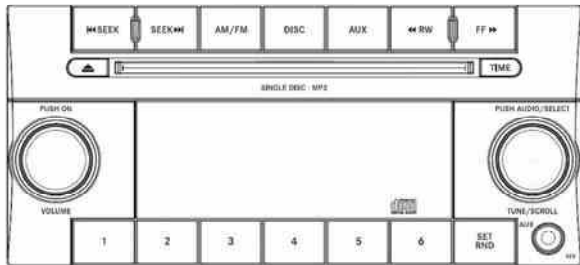 ⏮SEEK SEEK⏭ AM/FM DISC AUX ◀◀ RW FF ▶▶
TIME
SINGLE DISC · MP3
PUSH ON PUSH AUDIO/SELECT
VOLUME TUNE/SCROLL
1 2 3 4 5 6 SET
RND
AUX